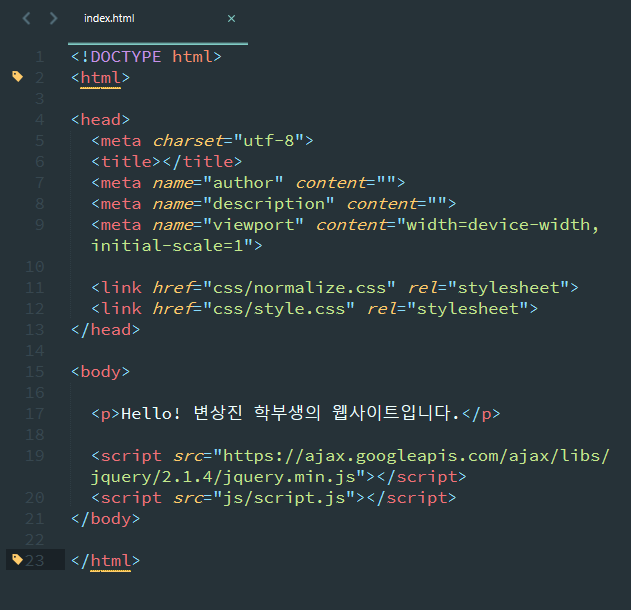 index.html ×
1 <!DOCTYPE html>
2 <html>
3
4 <head>
5 <meta charset="utf-8">
6 <title></title>
7 <meta name="author" content="">
8 <meta name="description" content="">
9 <meta name="viewport" content="width=device-width,
initial-scale=1">
10
11 <link href="css/normalize.css" rel="stylesheet">
12 <link href="css/style.css" rel="stylesheet">
13 </head>
14
15 <body>
16
17 <p>Hello! 변상진 학부생의 웹사이트입니다.</p>
18
19 <script src="https://ajax.googleapis.com/ajax/libs/
jquery/2.1.4/jquery.min.js"></script>
20 <script src="js/script.js"></script>
21 </body>
22
23 </html>